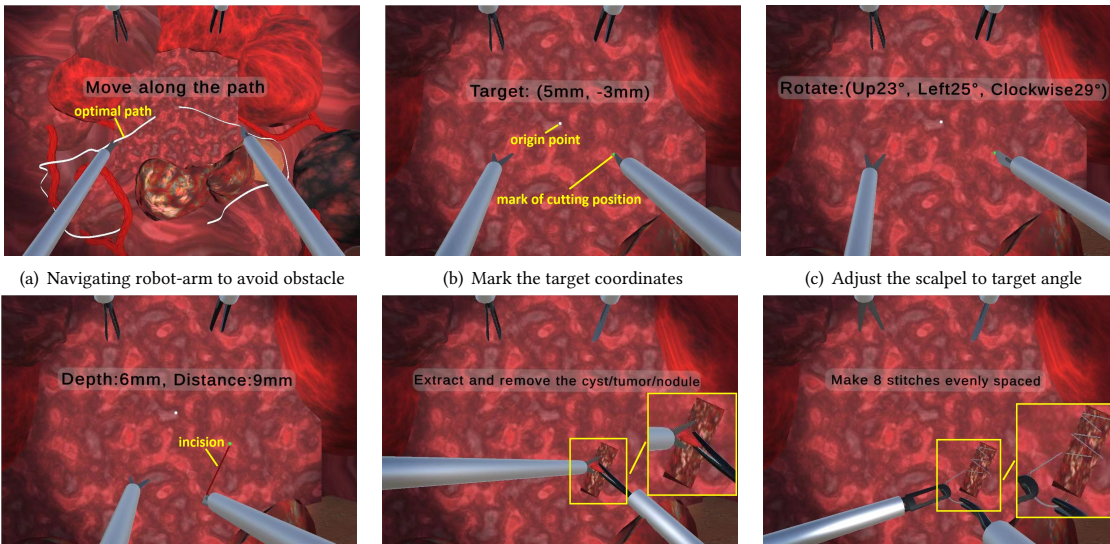 Move along the path
optimal path
Target: (5mm, -3mm)
origin point
mark of cutting position
Rotate:(Up23°, Left25°, Clockwise29°)
(a) Navigating robot-arm to avoid obstacle
(b) Mark the target coordinates
(c) Adjust the scalpel to target angle
Depth:6mm, Distance:9mm
incision
Extract and remove the cyst/tumor/nodule
Make 8 stitches evenly spaced